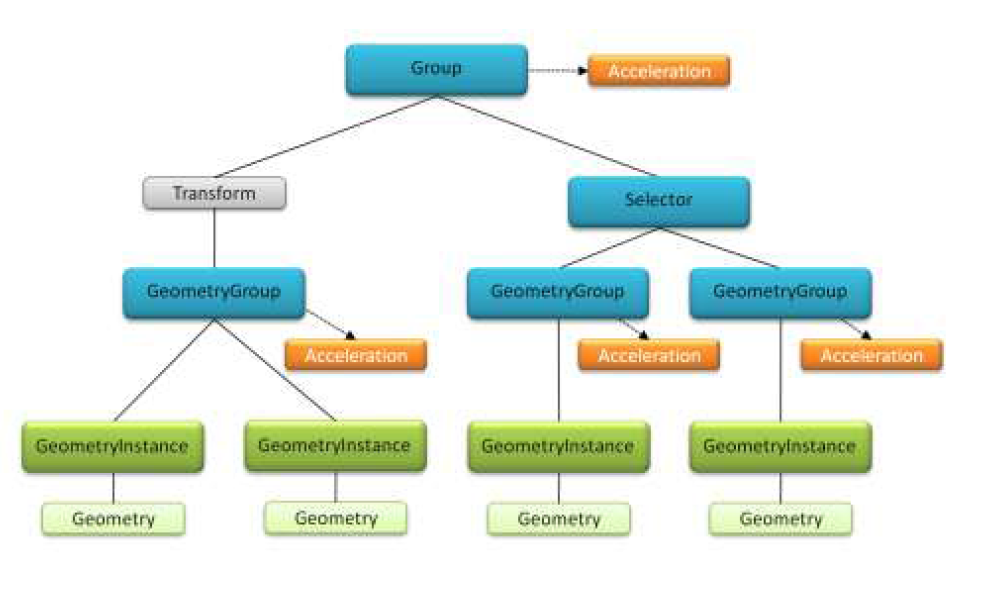 Group
Acceleration
Transform
Selector
GeometryGroup
GeometryGroup
GeometryGroup
Acceleration
Acceleration
Acceleration
GeometryInstance
GeometryInstance
GeometryInstance
GeometryInstance
Geometry
Geometry
Geometry
Geometry